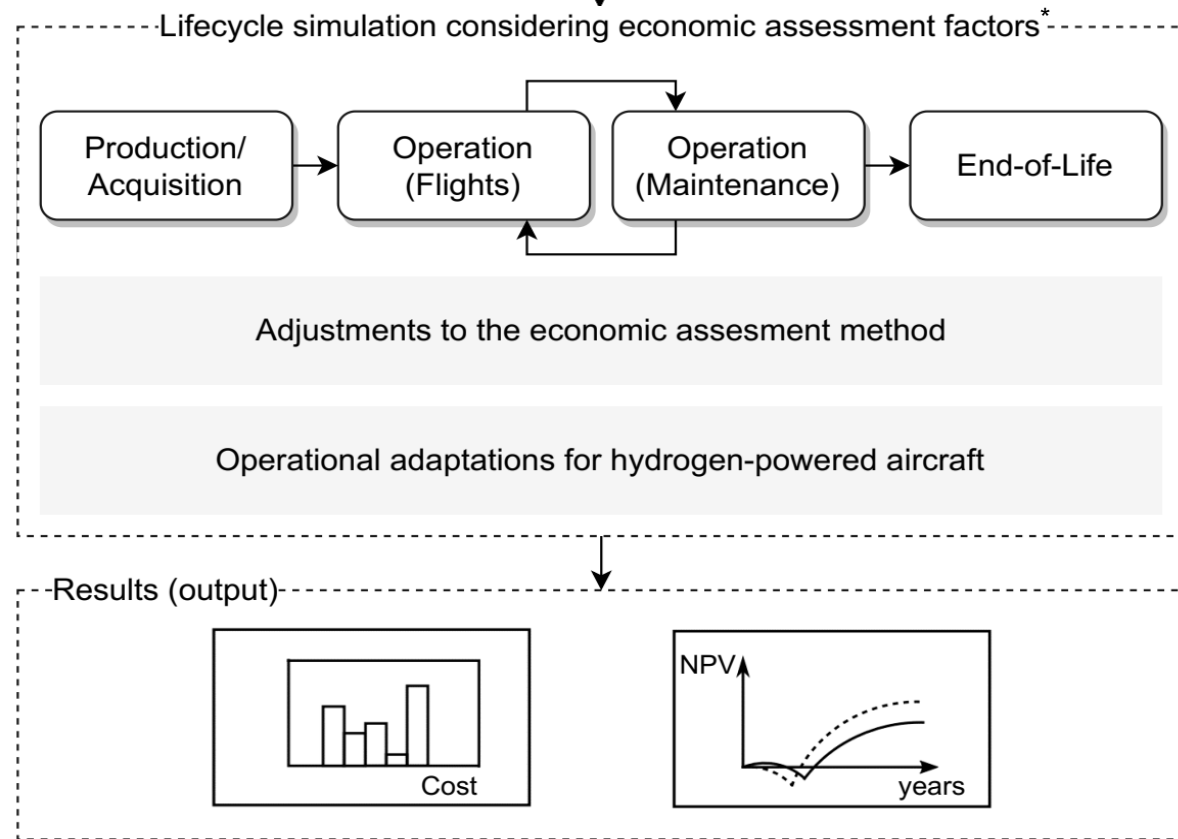 Lifecycle simulation considering economic assessment factors*
Production/
Acquisition
Operation
(Flights)
Operation
(Maintenance)
End-of-Life
Adjustments to the economic assesment method
Operational adaptations for hydrogen-powered aircraft
Results (output)
Cost
NPV
years